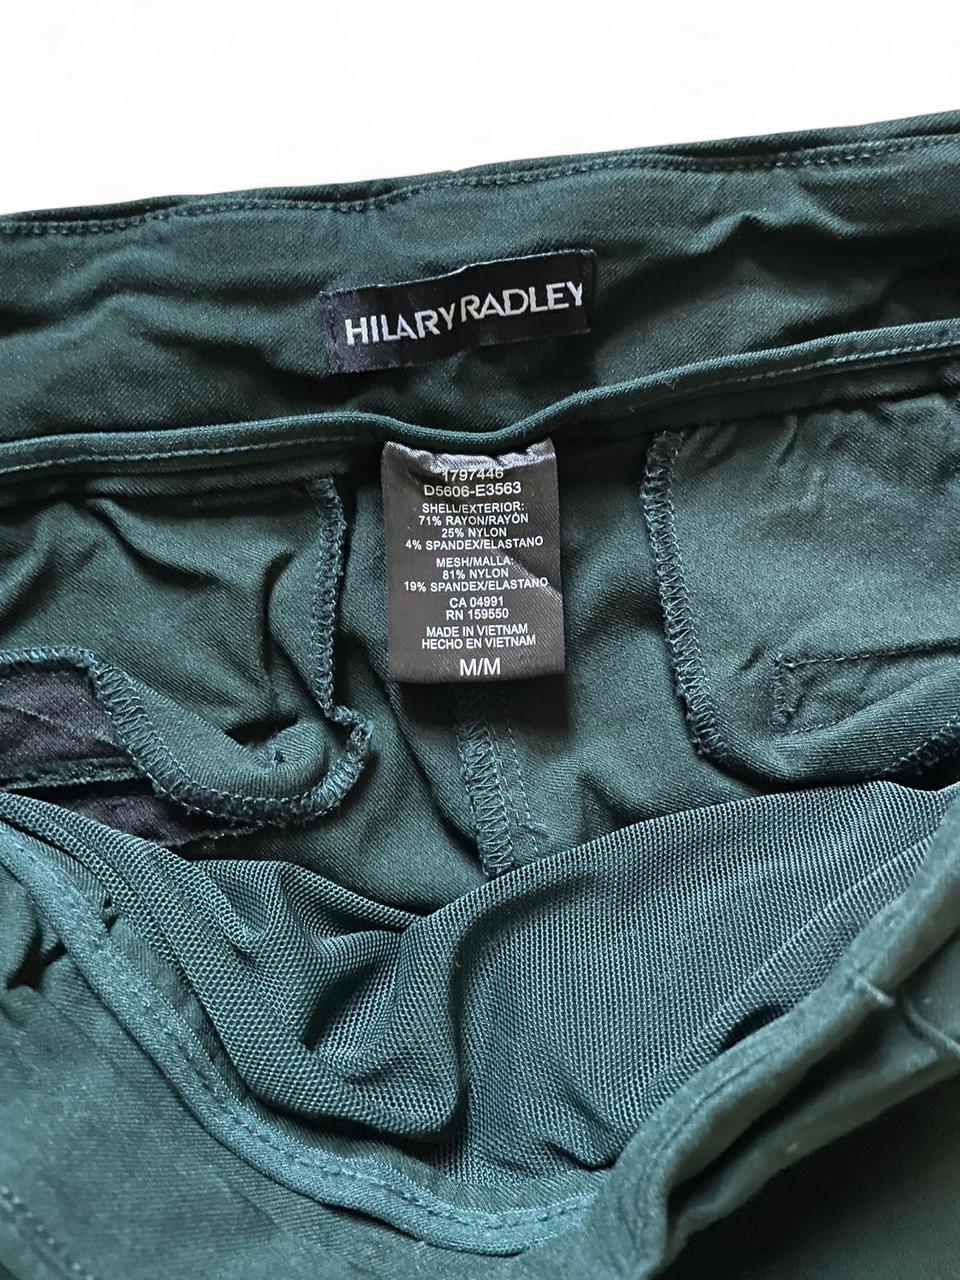 HILARY RADLEY
1797446
D5606-E3563
SHELL/EXTERIOR:
71% RAYON/RAYÓN
25% NYLON
4% SPANDEX/ELASTANO
MESH/MALLA:
81% NYLON
19% SPANDEX/ELASTANO
CA 04991
RN 159550
MADE IN VIETNAM
HECHO EN VIETNAM
M/M